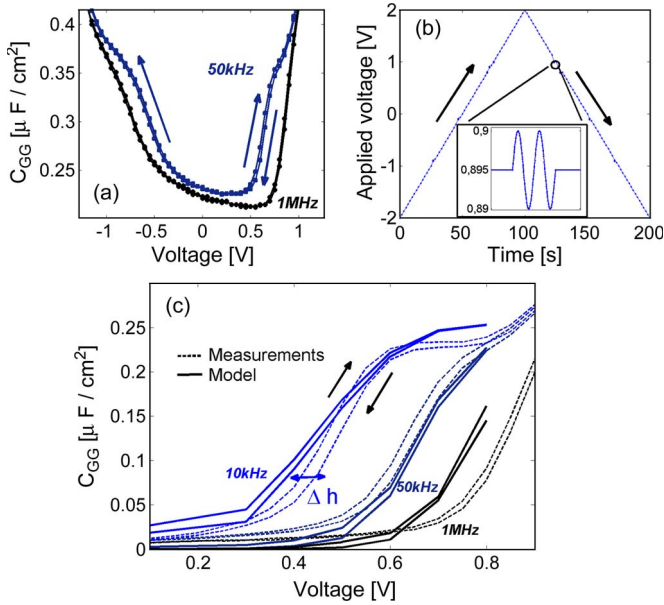 (a)
C_GG [μ F / cm²]
0.4
0.35
0.3
0.25
50kHz
1MHz
-1
-0.5
0
0.5
1
Voltage [V]
(b)
Applied voltage [V]
2
1
0
-1
-2
0,9
0,895
0,89
0
50
100
150
200
Time [s]
(c)
C_GG [μ F / cm²]
0.25
0.2
0.15
0.1
0.05
0
Measurements
Model
10kHz
Δ h
50kHz
1MHz
0.2
0.4
0.6
0.8
Voltage [V]